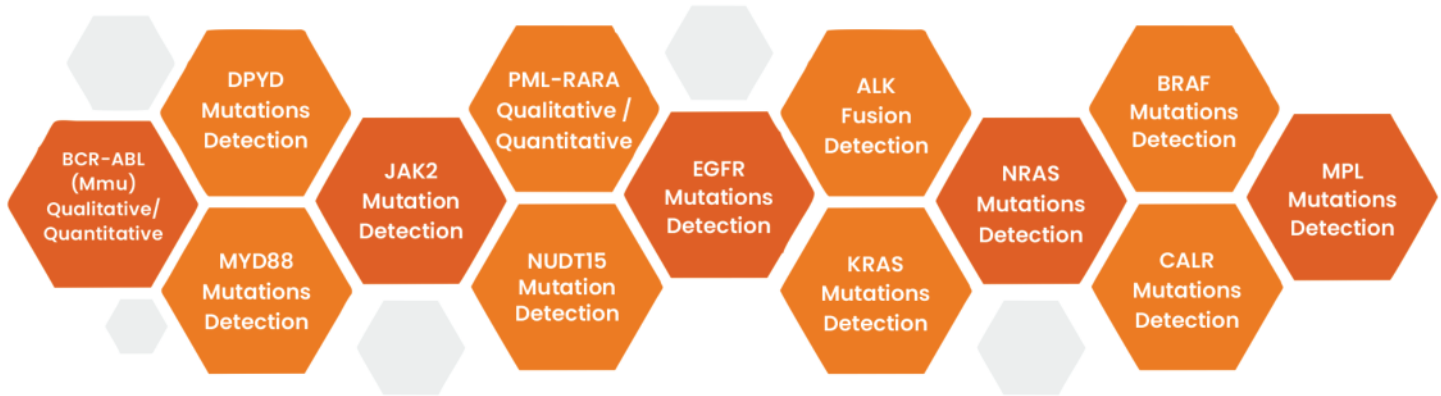 BCR-ABL
(Mmu)
Qualitative/
Quantitative
DPYD
Mutations
Detection
MYD88
Mutations
Detection
JAK2
Mutation
Detection
PML-RARA
Qualitative /
Quantitative
NUDT15
Mutation
Detection
EGFR
Mutations
Detection
ALK
Fusion
Detection
KRAS
Mutations
Detection
NRAS
Mutations
Detection
BRAF
Mutations
Detection
CALR
Mutations
Detection
MPL
Mutations
Detection